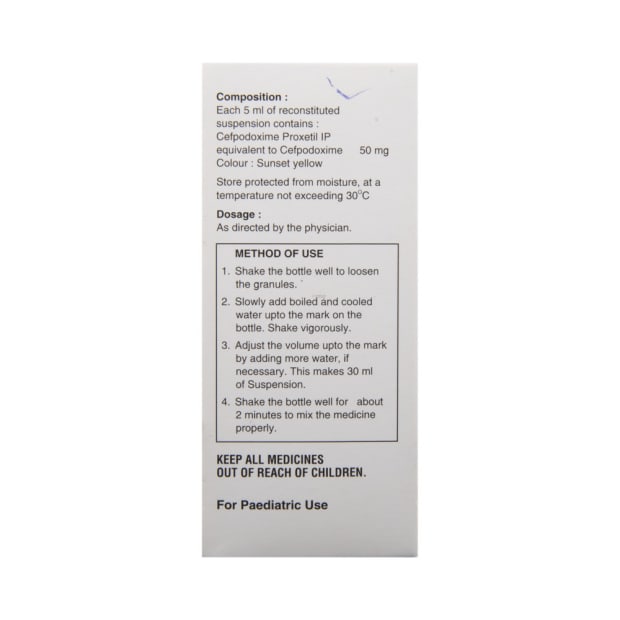 Composition :
Each 5 ml of reconstituted
suspension contains :
Cefpodoxime Proxetil IP
equivalent to Cefpodoxime 50 mg
Colour : Sunset yellow
Store protected from moisture, at a
temperature not exceeding 30°C
Dosage :
As directed by the physician.
METHOD OF USE
1. Shake the bottle well to loosen
the granules.
2. Slowly add boiled and cooled
water upto the mark on the
bottle. Shake vigorously.
3. Adjust the volume upto the mark
by adding more water, if
necessary. This makes 30 ml
of Suspension.
4. Shake the bottle well for about
2 minutes to mix the medicine
properly.
KEEP ALL MEDICINES
OUT OF REACH OF CHILDREN.
For Paediatric Use